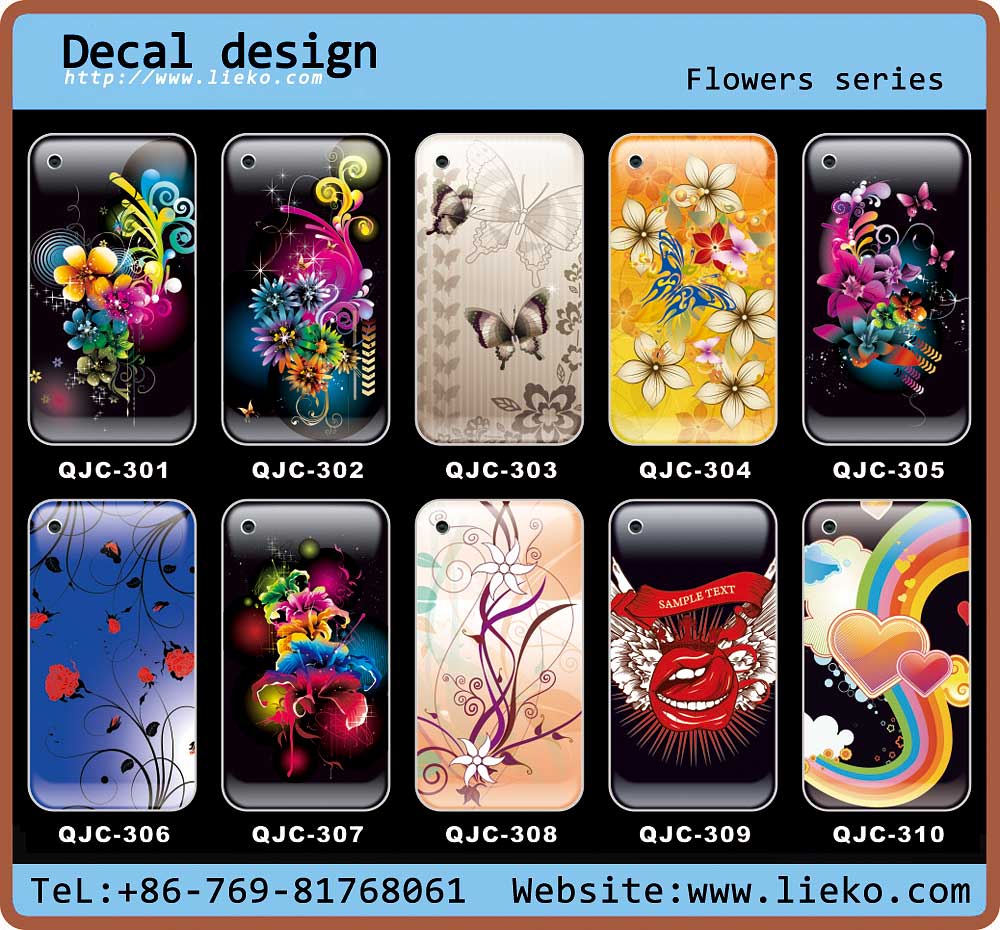 Decal design
http://www.lieko.com
Flowers series
QJC-301 QJC-302 QJC-303 QJC-304 QJC-305
SAMPLE TEXT
QJC-306 QJC-307 QJC-308 QJC-309 QJC-310
TeL:+86-769-81768061 Website:www.lieko.com